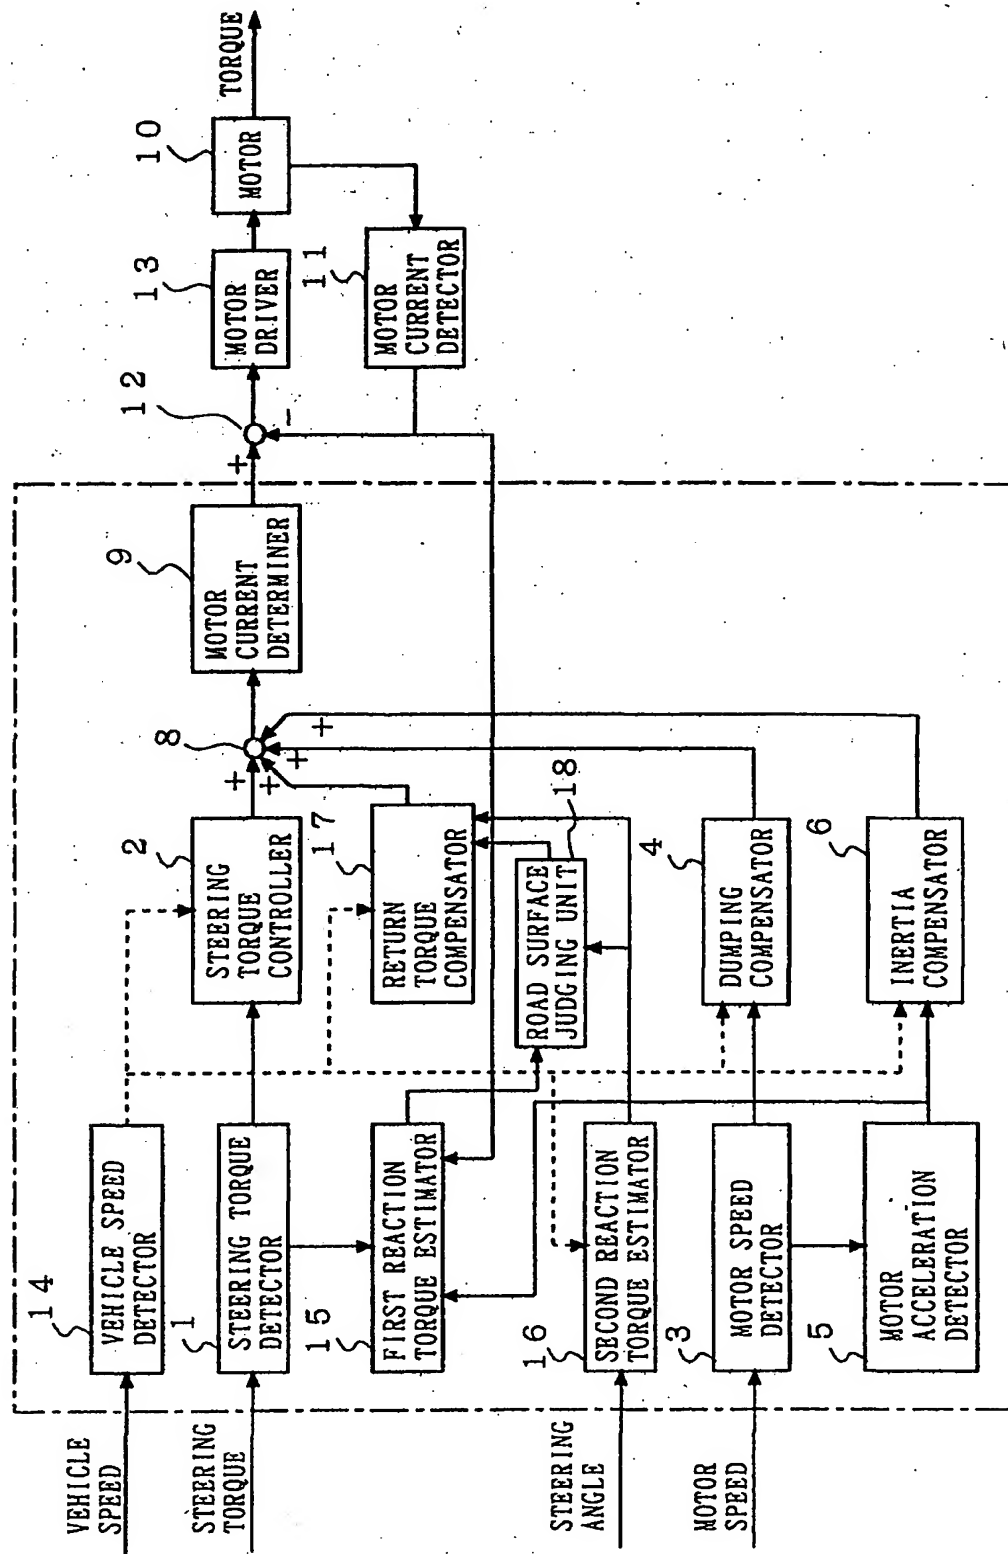 VEHICLE
SPEED
STEERING
TORQUE
STEERING
ANGLE
MOTOR
SPEED
14
VEHICLE SPEED
DETECTOR
1
STEERING TORQUE
DETECTOR
15
FIRST REACTION
TORQUE ESTIMATOR
16
SECOND REACTION
TORQUE ESTIMATOR
3
MOTOR SPEED
DETECTOR
5
MOTOR
ACCELERATION
DETECTOR
2
STEERING
TORQUE
CONTROLLER
17
RETURN
TORQUE
COMPENSATOR
18
ROAD SURFACE
JUDGING UNIT
4
DUMPING
COMPENSATOR
6
INERTIA
COMPENSATOR
8
+
+
+
+
9
MOTOR
CURRENT
DETERMINER
12
+
-
13
MOTOR
DRIVER
10
MOTOR
TORQUE
11
MOTOR
CURRENT
DETECTOR